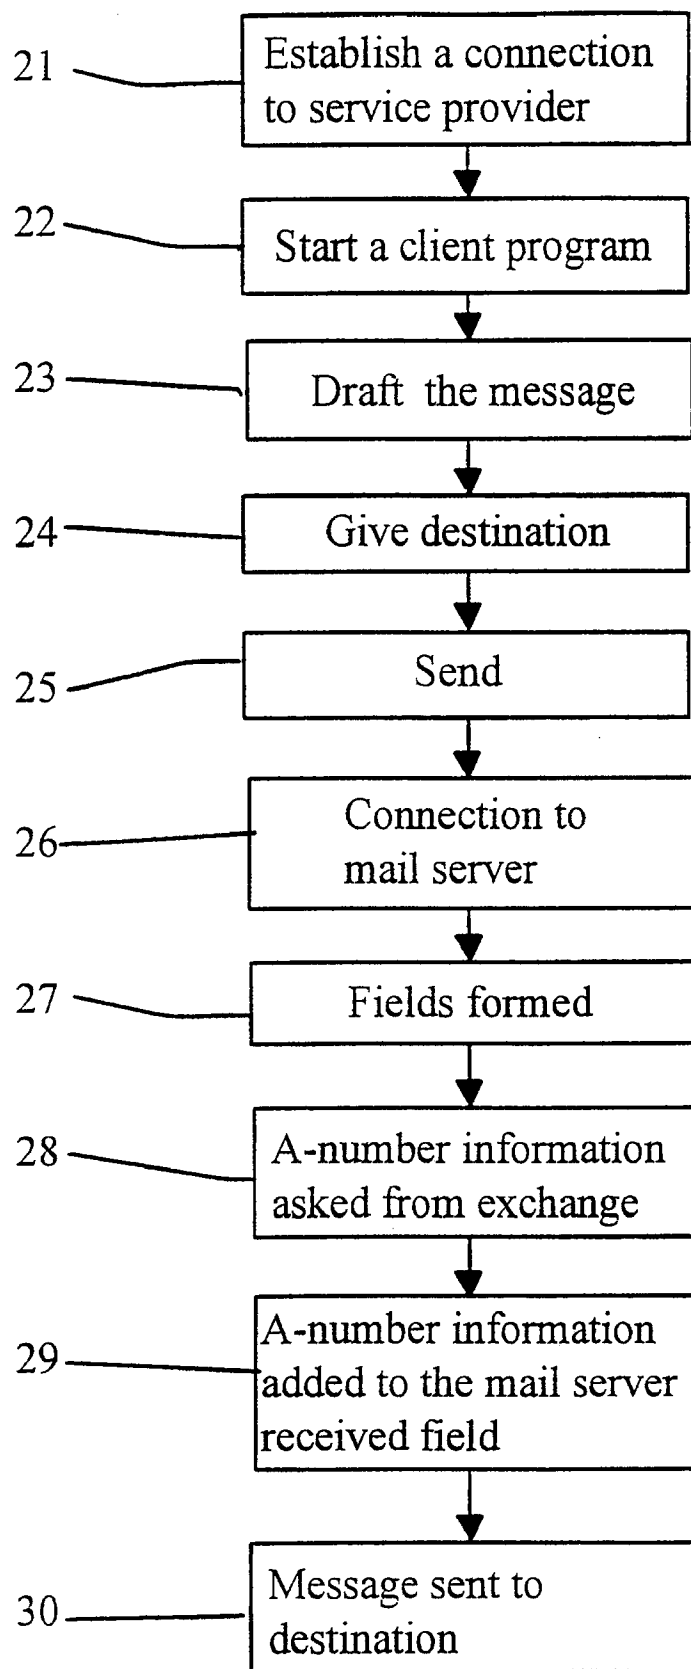 21
Establish a connection
to service provider
22
Start a client program
23
Draft the message
24
Give destination
25
Send
26
Connection to
mail server
27
Fields formed
28
A-number information
asked from exchange
29
A-number information
added to the mail server
received field
30
Message sent to
destination